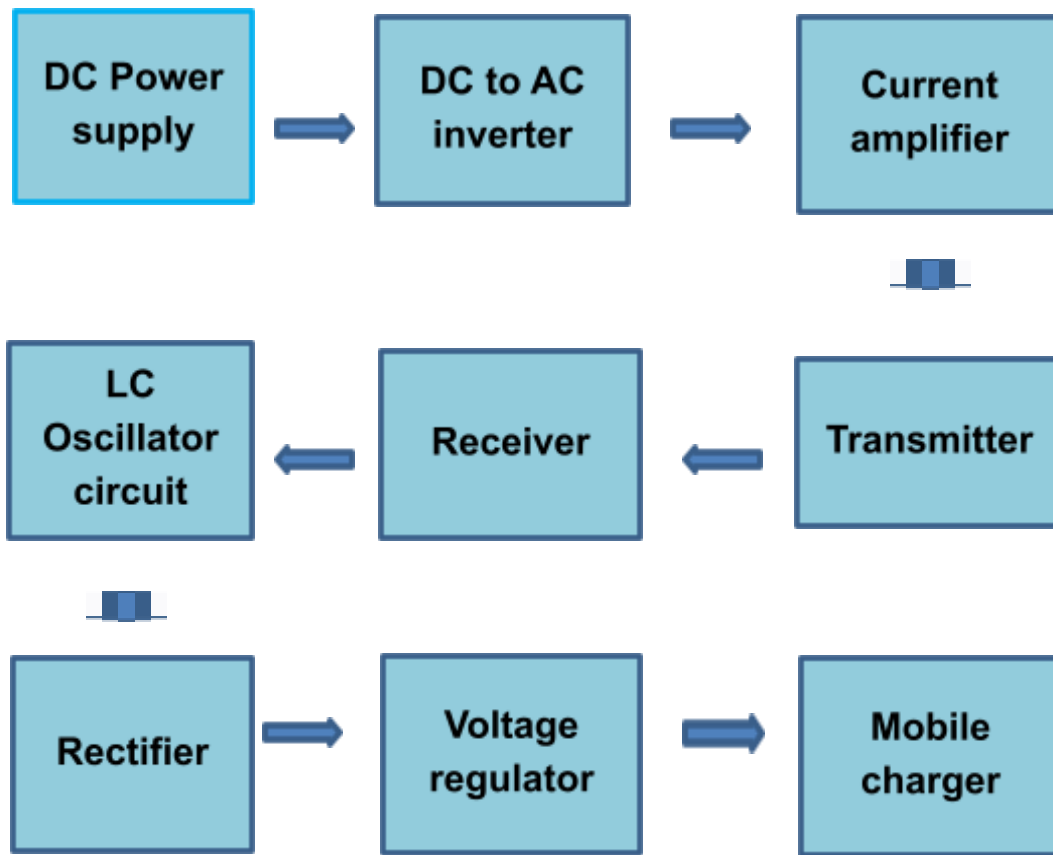 DC Power
supply
DC to AC
inverter
Current
amplifier
LC
Oscillator
circuit
Receiver
Transmitter
Rectifier
Voltage
regulator
Mobile
charger